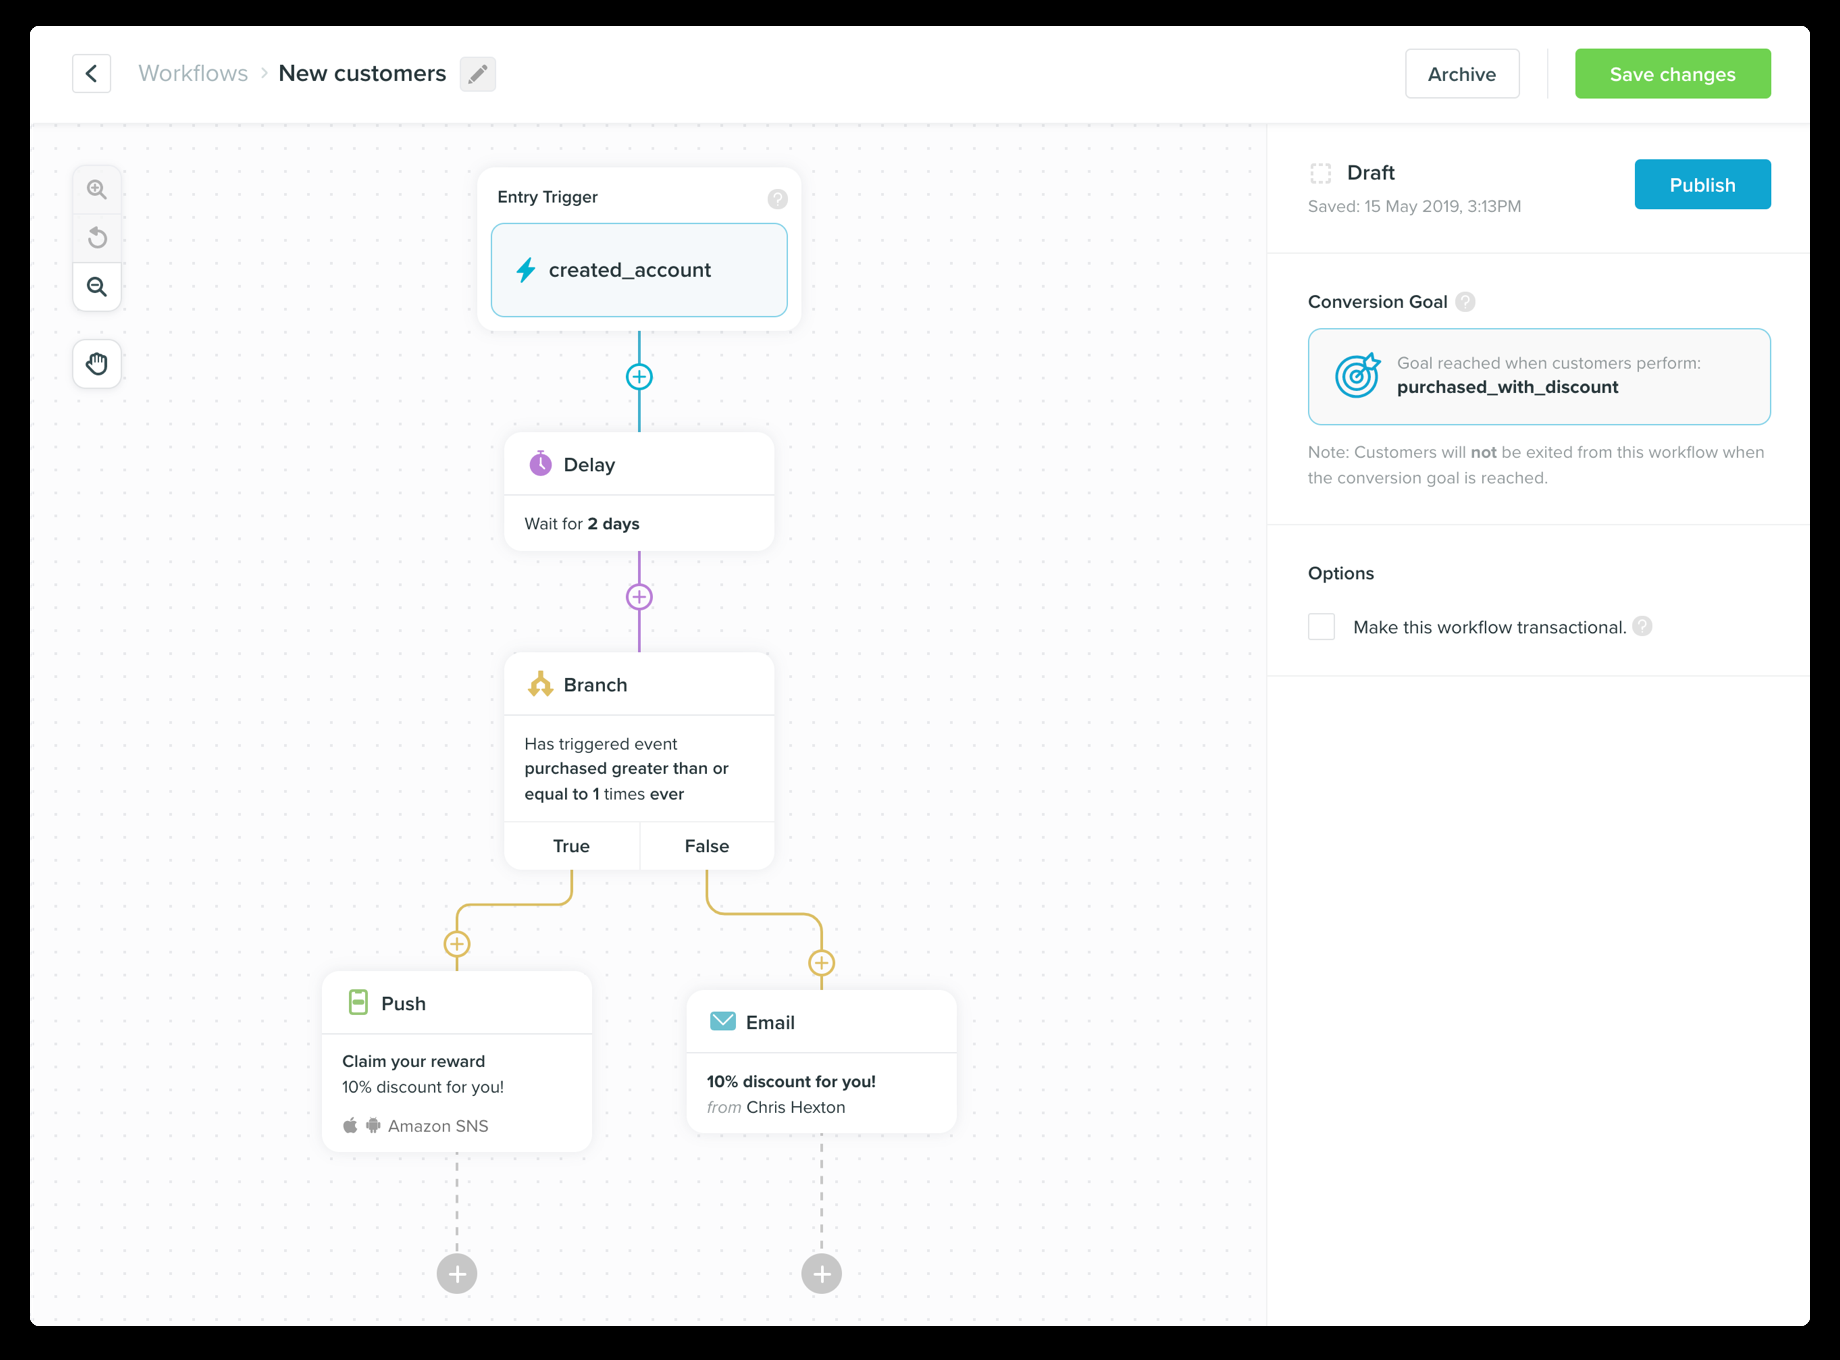 Workflows > New customers
Archive
Save changes
Entry Trigger ?
created_account
Delay
Wait for 2 days
Branch
Has triggered event
purchased greater than or
equal to 1 times ever
True
False
Push
Claim your reward
10% discount for you!
Amazon SNS
Email
10% discount for you!
from Chris Hexton
Draft
Saved: 15 May 2019, 3:13PM
Publish
Conversion Goal ?
Goal reached when customers perform:
purchased_with_discount
Note: Customers will not be exited from this workflow when
the conversion goal is reached.
Options
Make this workflow transactional. ?